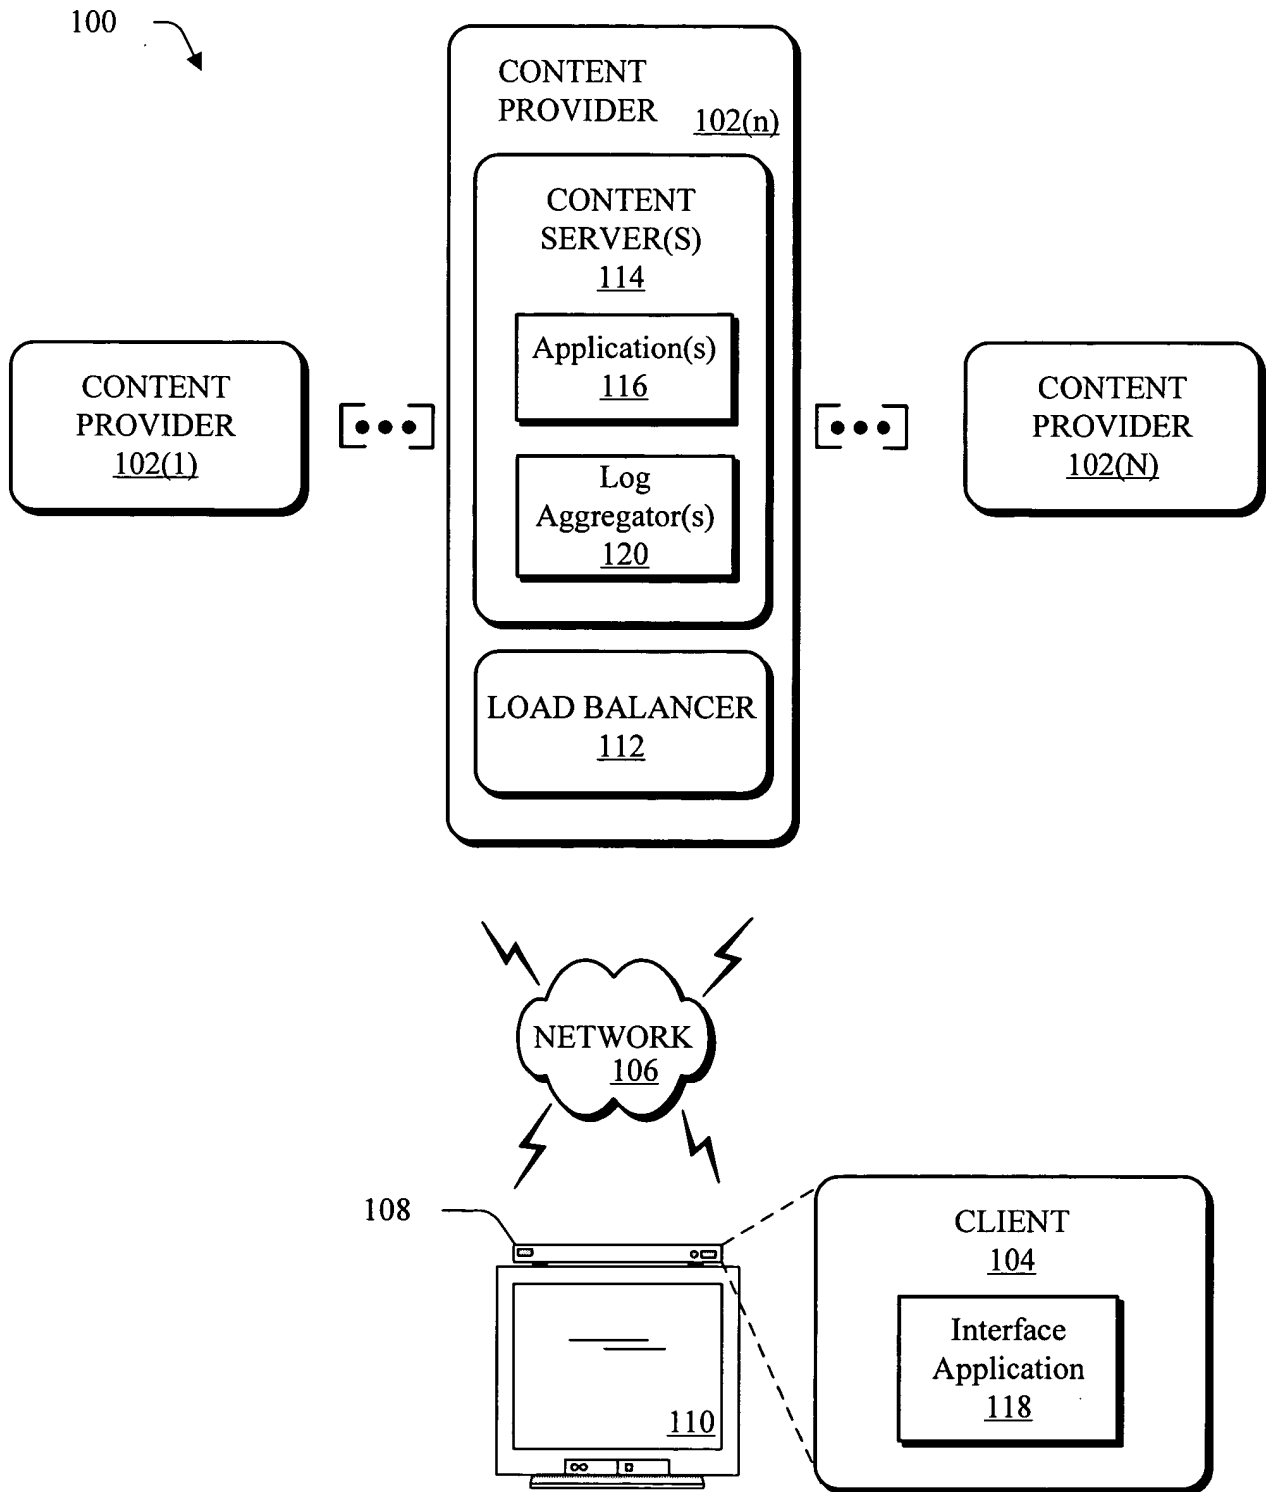 100
CONTENT
PROVIDER
102(n)
CONTENT
SERVER(S)
114
Application(s)
116
Log
Aggregator(s)
120
LOAD BALANCER
112
CONTENT
PROVIDER
102(1)
[•••]
[•••]
CONTENT
PROVIDER
102(N)
NETWORK
106
108
110
CLIENT
104
Interface
Application
118